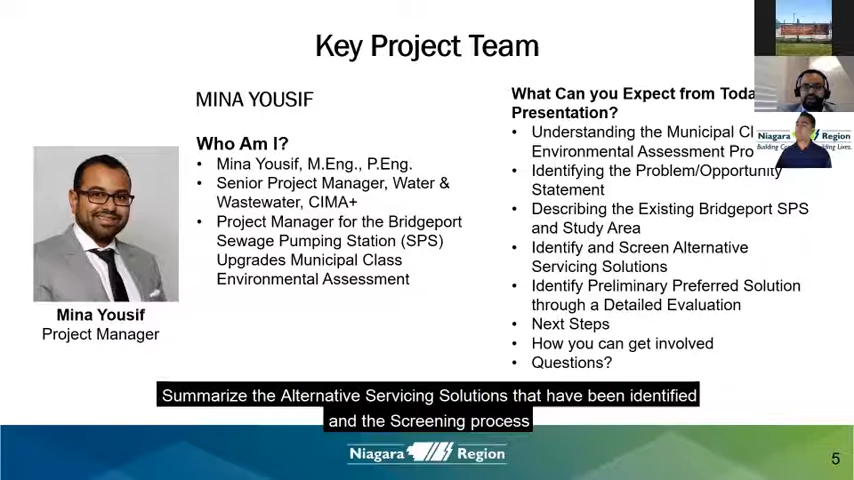 Key Project Team
MINA YOUSIF
Who Am I?
• Mina Yousif, M.Eng., P.Eng.
• Senior Project Manager, Water &
Wastewater, CIMA+
• Project Manager for the Bridgeport
Sewage Pumping Station (SPS)
Upgrades Municipal Class
Environmental Assessment
Mina Yousif
Project Manager
What Can you Expect from Toda
Presentation?
• Understanding the Municipal Cl
Environmental Assessment Pro
• Identifying the Problem/Opportunity
Statement
• Describing the Existing Bridgeport SPS
and Study Area
• Identify and Screen Alternative
Servicing Solutions
• Identify Preliminary Preferred Solution
through a Detailed Evaluation
• Next Steps
• How you can get involved
• Questions?
Niagara Region
Summarize the Alternative Servicing Solutions that have been identified
and the Screening process
Niagara Region
5